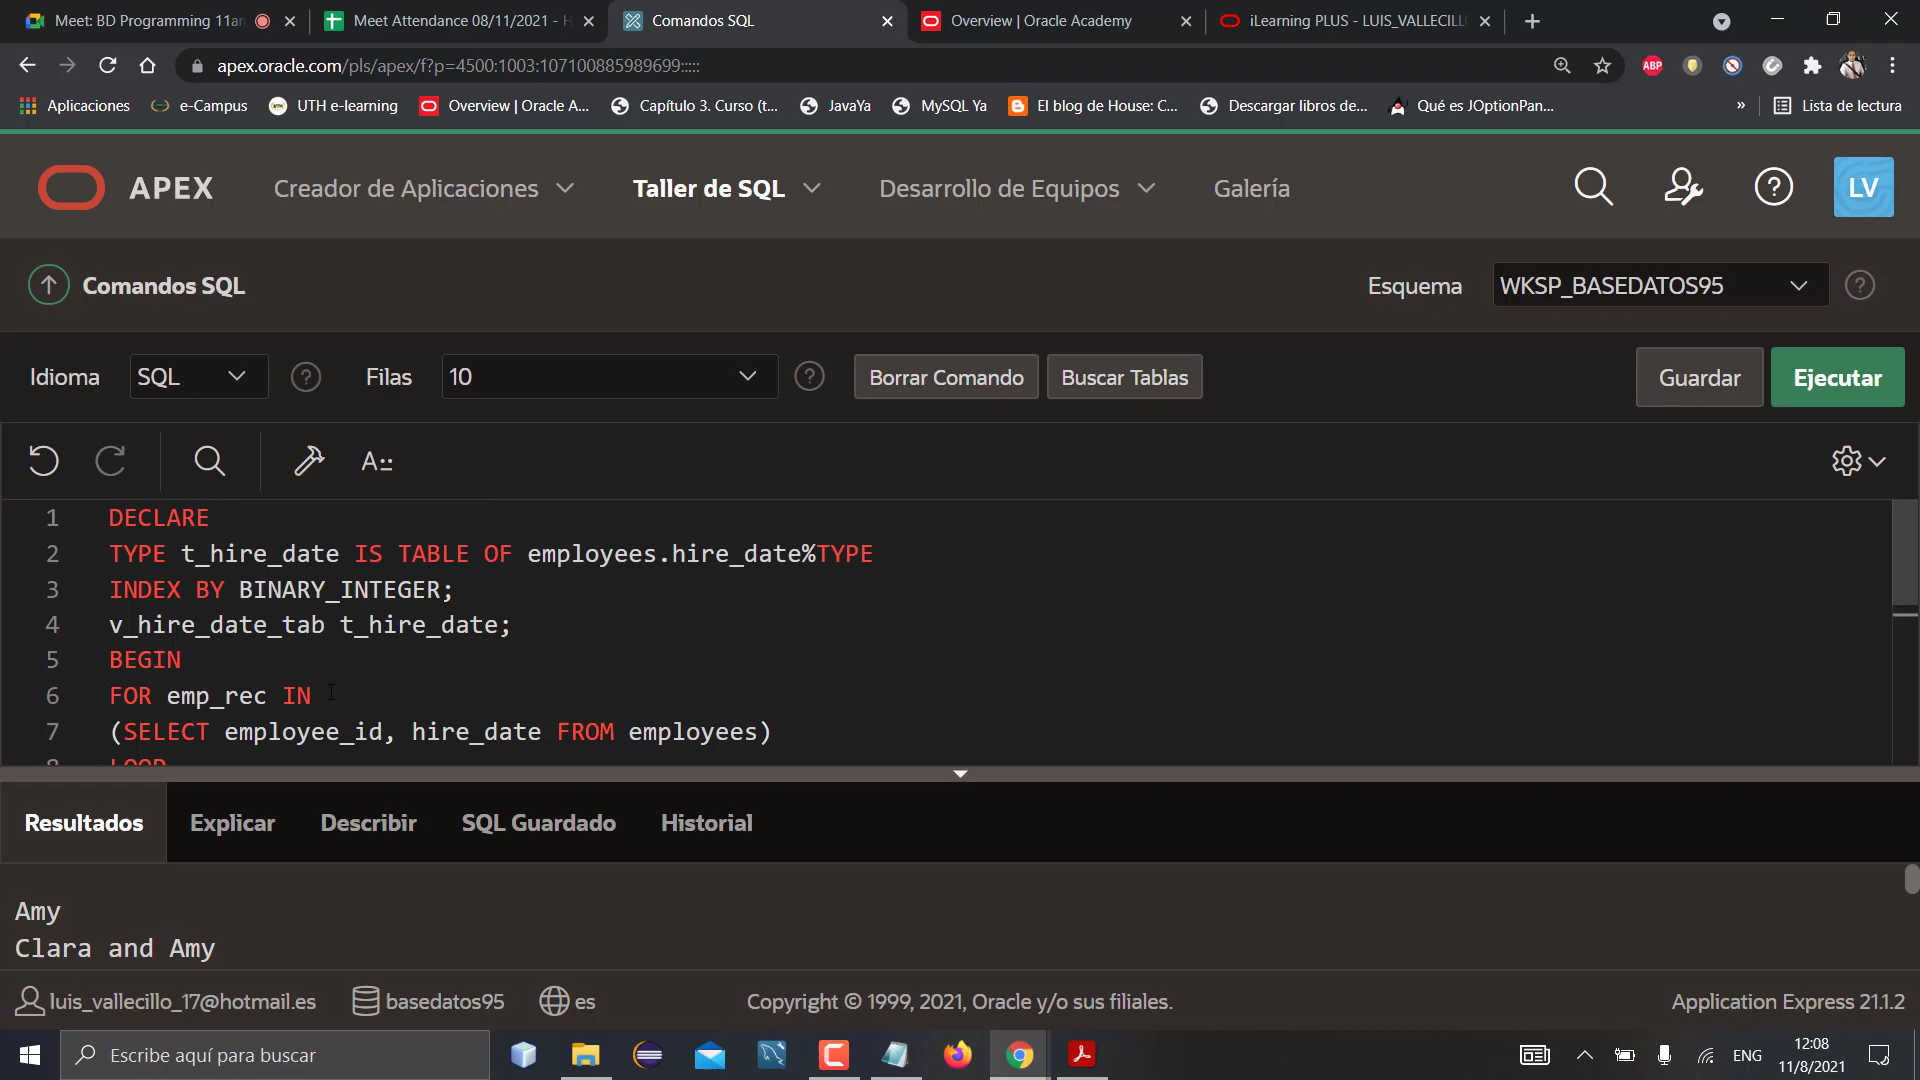 Meet: BD Programming 11am
Meet Attendance 08/11/2021 - H
Comandos SQL
Overview | Oracle Academy
iLearning PLUS - LUIS_VALLECILLO
apex.oracle.com/pls/apex/f?p=4500:1003:107100885989699:::::
ABP
Aplicaciones
e-Campus
UTH e-learning
Overview | Oracle A...
Capítulo 3. Curso (t...
JavaYa
MySQL Ya
El blog de House: C...
Descargar libros de...
Qué es JOptionPan...
»
Lista de lectura
APEX
Creador de Aplicaciones
Taller de SQL
Desarrollo de Equipos
Galería
LV
Comandos SQL
Esquema
WKSP_BASEDATOS95
Idioma
SQL
Filas
10
Borrar Comando
Buscar Tablas
Guardar
Ejecutar
1 DECLARE
2 TYPE t_hire_date IS TABLE OF employees.hire_date%TYPE
3 INDEX BY BINARY_INTEGER;
4 v_hire_date_tab t_hire_date;
5 BEGIN
6 FOR emp_rec IN
7 (SELECT employee_id, hire_date FROM employees)
8 LOOP
Resultados
Explicar
Describir
SQL Guardado
Historial
Amy
Clara and Amy
luis_vallecillo_17@hotmail.es
basedatos95
es
Copyright © 1999, 2021, Oracle y/o sus filiales.
Application Express 21.1.2
Escribe aquí para buscar
ENG
12:08
11/8/2021